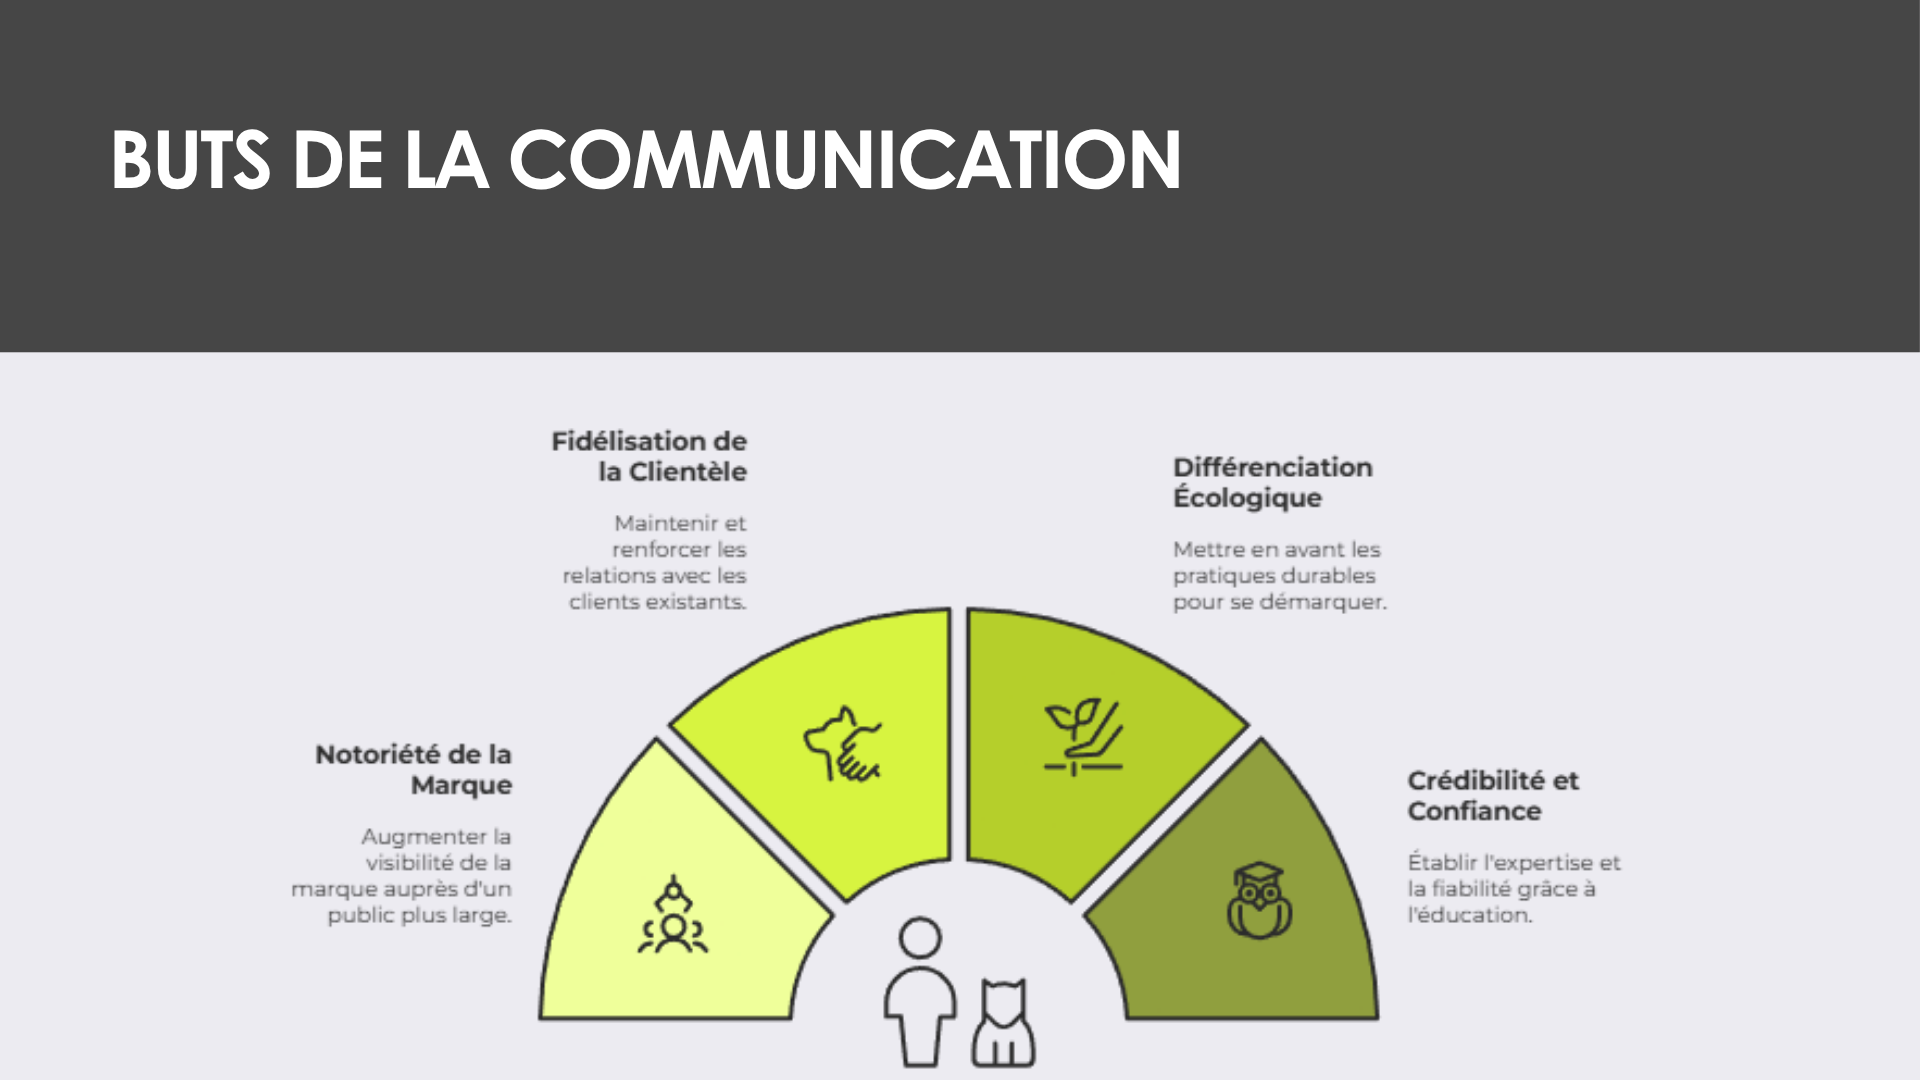 BUTS DE LA COMMUNICATION
Fidélisation de
la Clientèle
Maintenir et
renforcer les
relations avec les
clients existants.
Différenciation
Écologique
Mettre en avant les
pratiques durables
pour se démarquer.
Notoriété de la
Marque
Augmenter la
visibilité de la
marque auprès d'un
public plus large.
Crédibilité et
Confiance
Établir l'expertise et
la fiabilité grâce à
l'éducation.